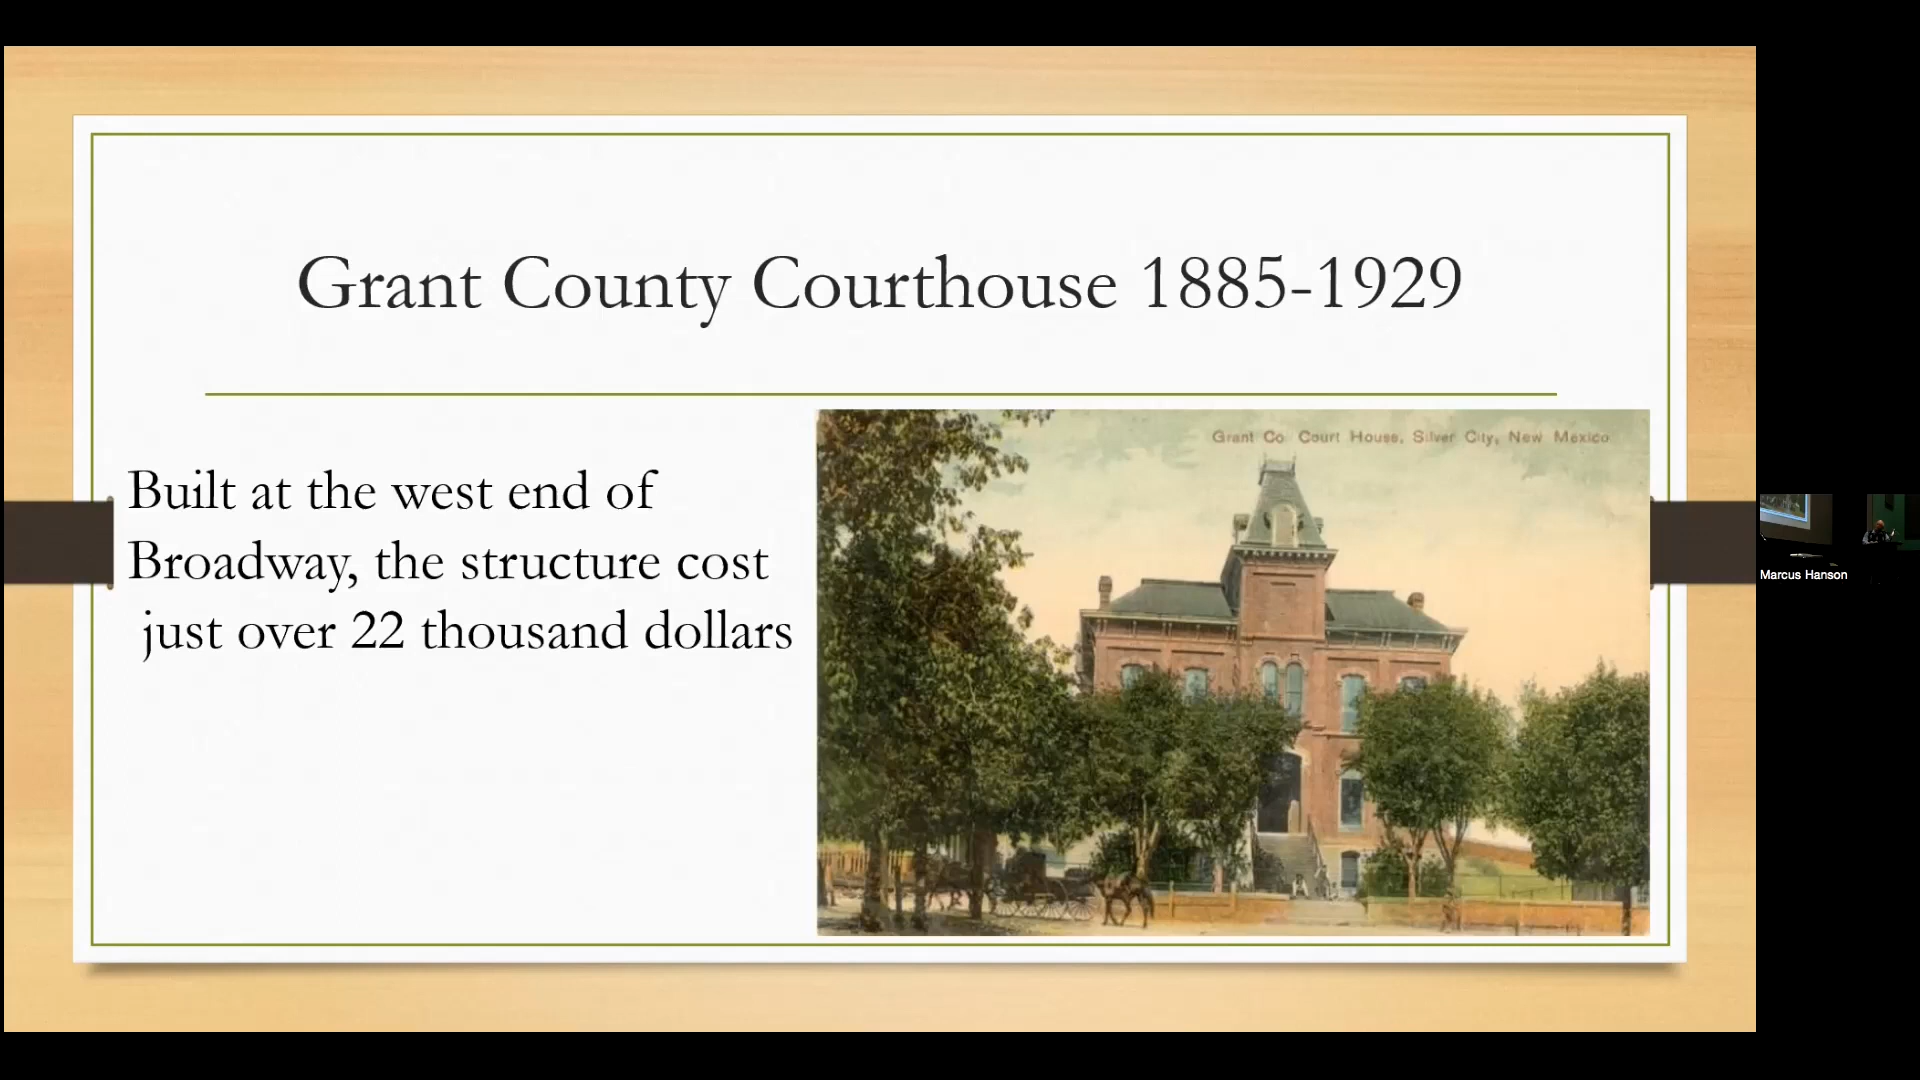 Grant County Courthouse 1885-1929
Built at the west end of
Broadway, the structure cost
just over 22 thousand dollars
Grant Co. Court House, Silver City, New Mexico
Marcus Hanson